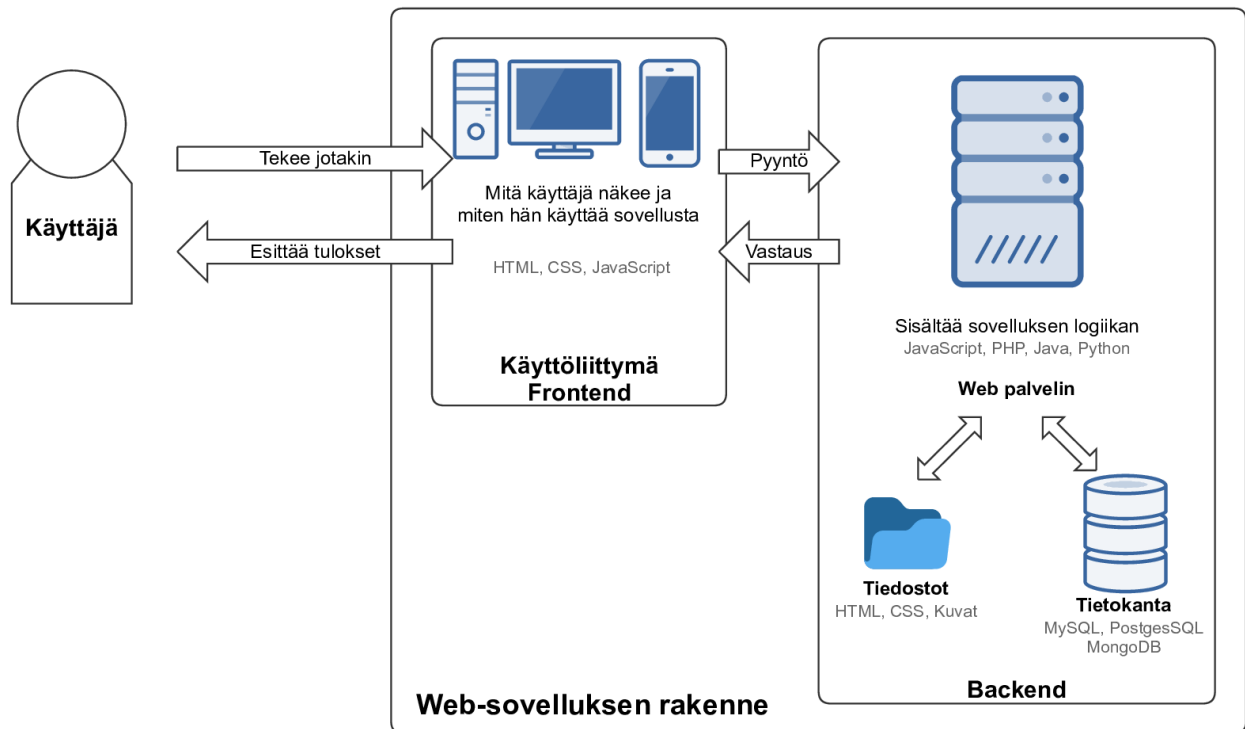 Käyttäjä
Tekee jotakin
Esittää tulokset
Mitä käyttäjä näkee ja
miten hän käyttää sovellusta
HTML, CSS, JavaScript
Käyttöliittymä
Frontend
Pyyntö
Vastaus
Sisältää sovelluksen logiikan
JavaScript, PHP, Java, Python
Web palvelin
Tiedostot
HTML, CSS, Kuvat
Tietokanta
MySQL, PostgesSQL
MongoDB
Backend
Web-sovelluksen rakenne